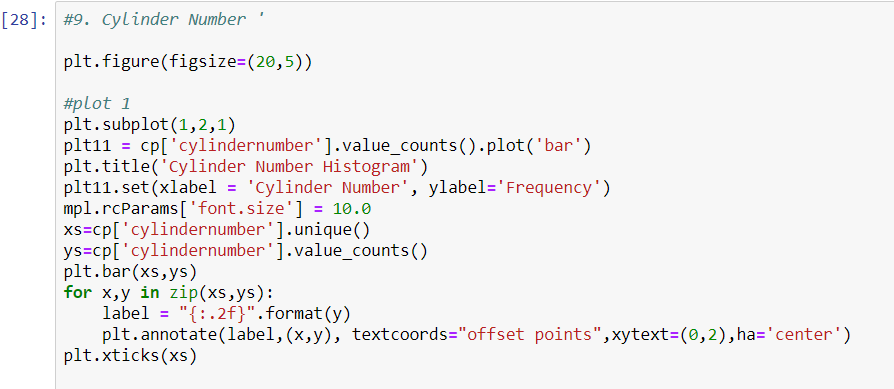 [28]: #9. Cylinder Number '
plt.figure(figsize=(20,5))
#plot 1
plt.subplot(1,2,1)
plt11 = cp['cylindernumber'].value_counts().plot('bar')
plt.title('Cylinder Number Histogram')
plt11.set(xlabel = 'Cylinder Number', ylabel='Frequency')
mpl.rcParams['font.size'] = 10.0
xs=cp['cylindernumber'].unique()
ys=cp['cylindernumber'].value_counts()
plt.bar(xs,ys)
for x,y in zip(xs,ys):
    label = "{:.2f}".format(y)
    plt.annotate(label,(x,y), textcoords="offset points",xytext=(0,2),ha='center')
plt.xticks(xs)